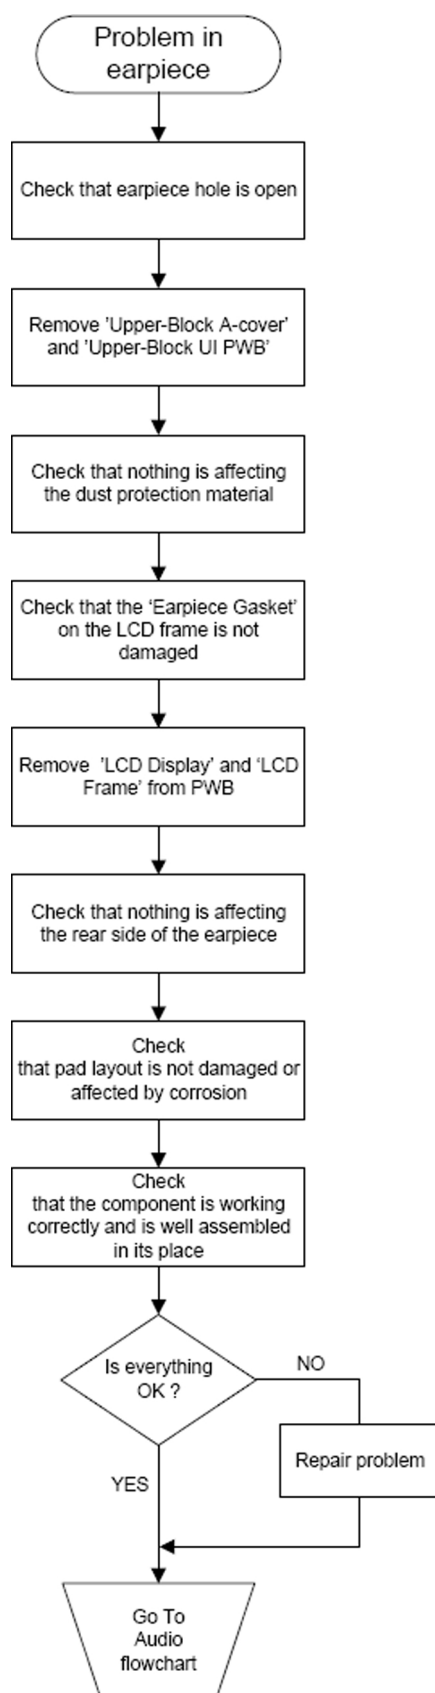 Problem in
earpiece
Check that earpiece hole is open
Remove ’Upper-Block A-cover’
and ’Upper-Block UI PWB’
Check that nothing is affecting
the dust protection material
Check that the ‘Earpiece Gasket’
on the LCD frame is not
damaged
Remove ’LCD Display’ and ‘LCD
Frame’ from PWB
Check that nothing is affecting
the rear side of the earpiece
Check
that pad layout is not damaged or
affected by corrosion
Check
that the component is working
correctly and is well assembled
in its place
Is everything
OK ?
NO
Repair problem
YES
Go To
Audio
flowchart